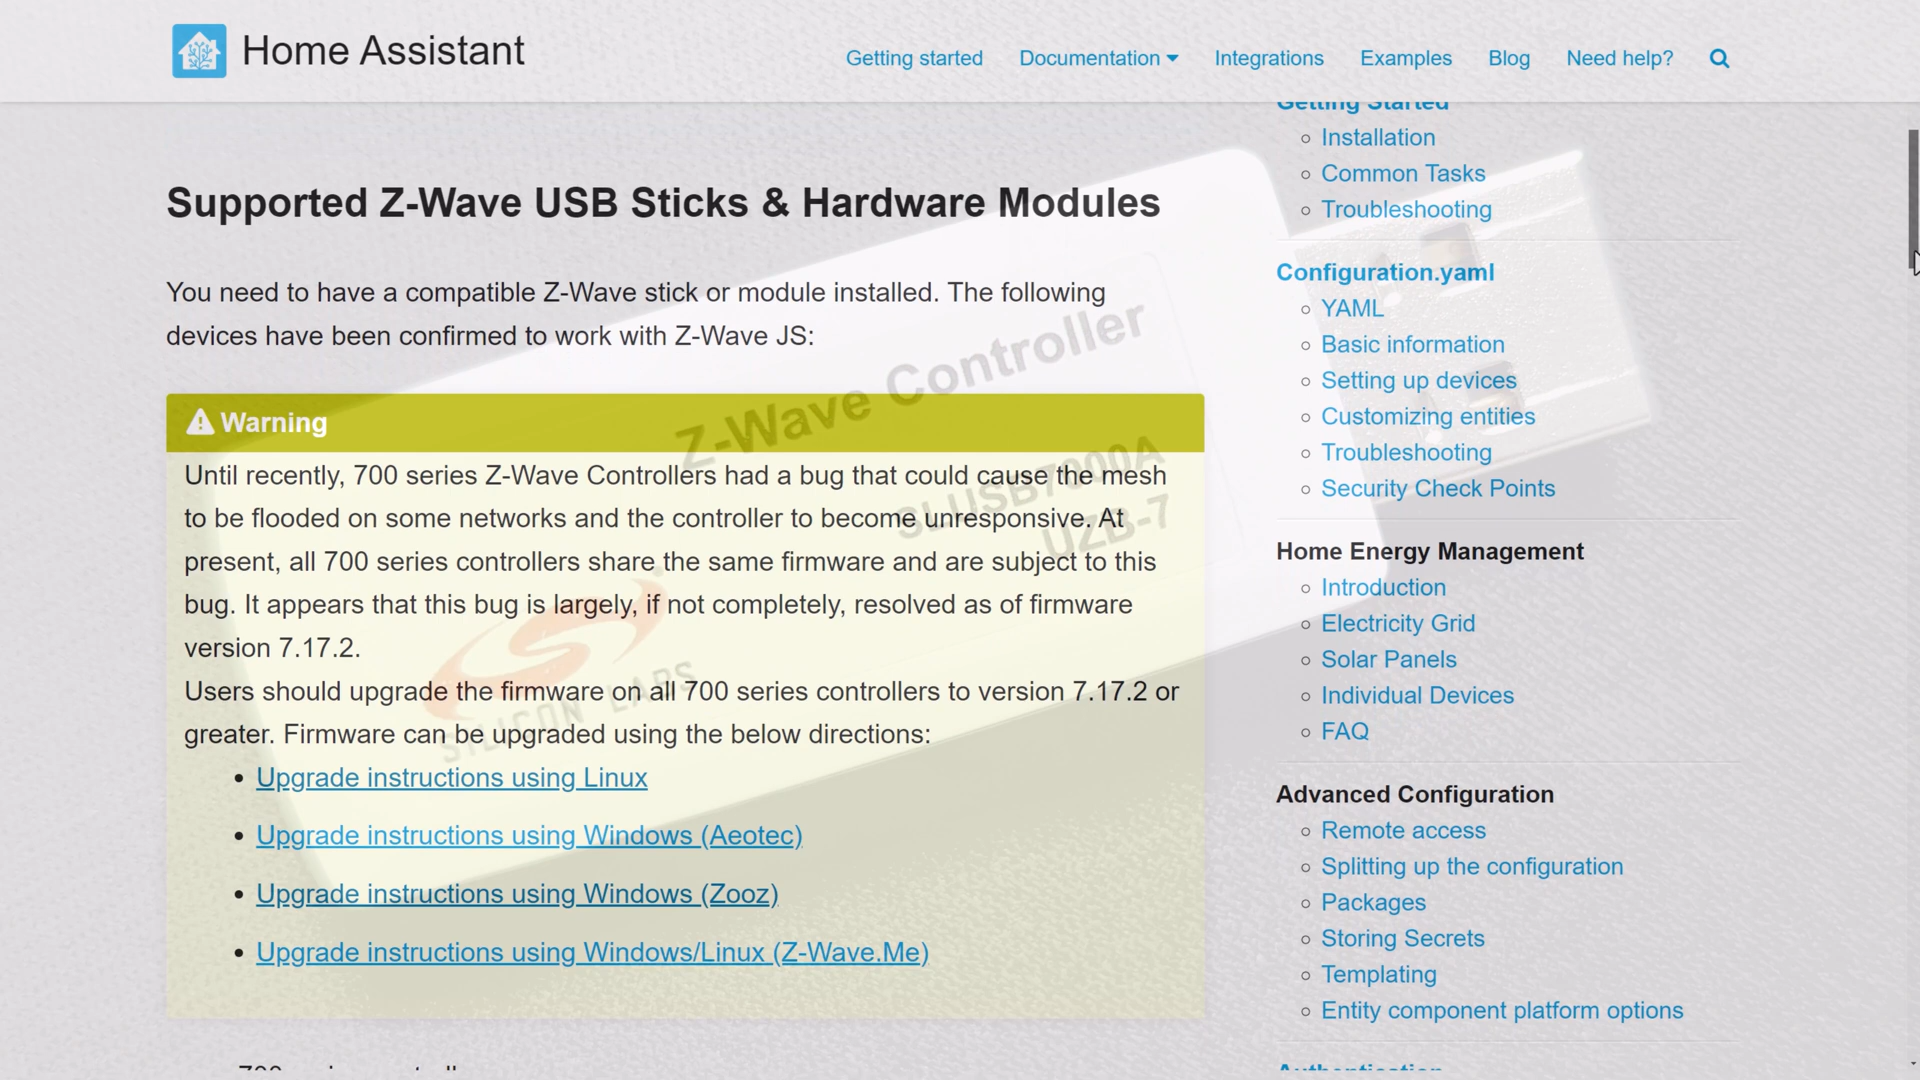 Home Assistant
Getting started
Documentation
Integrations
Examples
Blog
Need help?
Supported Z-Wave USB Sticks & Hardware Modules
You need to have a compatible Z-Wave stick or module installed. The following
devices have been confirmed to work with Z-Wave JS:
Warning
Until recently, 700 series Z-Wave Controllers had a bug that could cause the mesh
to be flooded on some networks and the controller to become unresponsive. At
present, all 700 series controllers share the same firmware and are subject to this
bug. It appears that this bug is largely, if not completely, resolved as of firmware
version 7.17.2.
Users should upgrade the firmware on all 700 series controllers to version 7.17.2 or
greater. Firmware can be upgraded using the below directions:
Upgrade instructions using Linux
Upgrade instructions using Windows (Aeotec)
Upgrade instructions using Windows (Zooz)
Upgrade instructions using Windows/Linux (Z-Wave.Me)
Z-Wave Controller
SLUSB7000A
UZB-7
SILICON LABS
Getting Started
Installation
Common Tasks
Troubleshooting
Configuration.yaml
YAML
Basic information
Setting up devices
Customizing entities
Troubleshooting
Security Check Points
Home Energy Management
Introduction
Electricity Grid
Solar Panels
Individual Devices
FAQ
Advanced Configuration
Remote access
Splitting up the configuration
Packages
Storing Secrets
Templating
Entity component platform options
Authentication